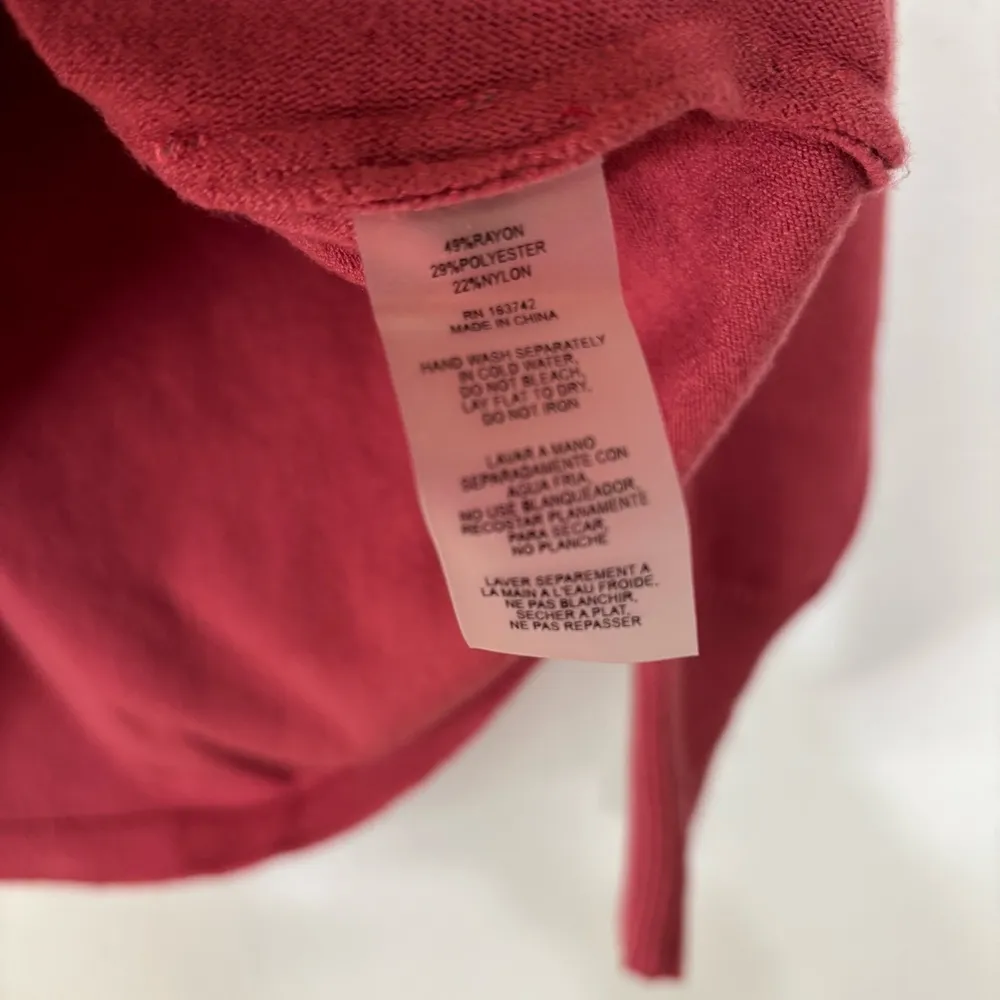 49%RAYON
29%POLYESTER
22%NYLON
RN 163742
MADE IN CHINA
HAND WASH SEPARATELY
IN COLD WATER,
DO NOT BLEACH,
LAY FLAT TO DRY,
DO NOT IRON
LAVAR A MANO
SEPARADAMENTE CON
AGUA FRIA,
NO USE BLANQUEADOR,
RECOSTAR PLANAMENTE
PARA SECAR,
NO PLANCHE
LAVER SEPAREMENT A
LA MAIN A L'EAU FROIDE,
NE PAS BLANCHIR,
SECHER A PLAT,
NE PAS REPASSER